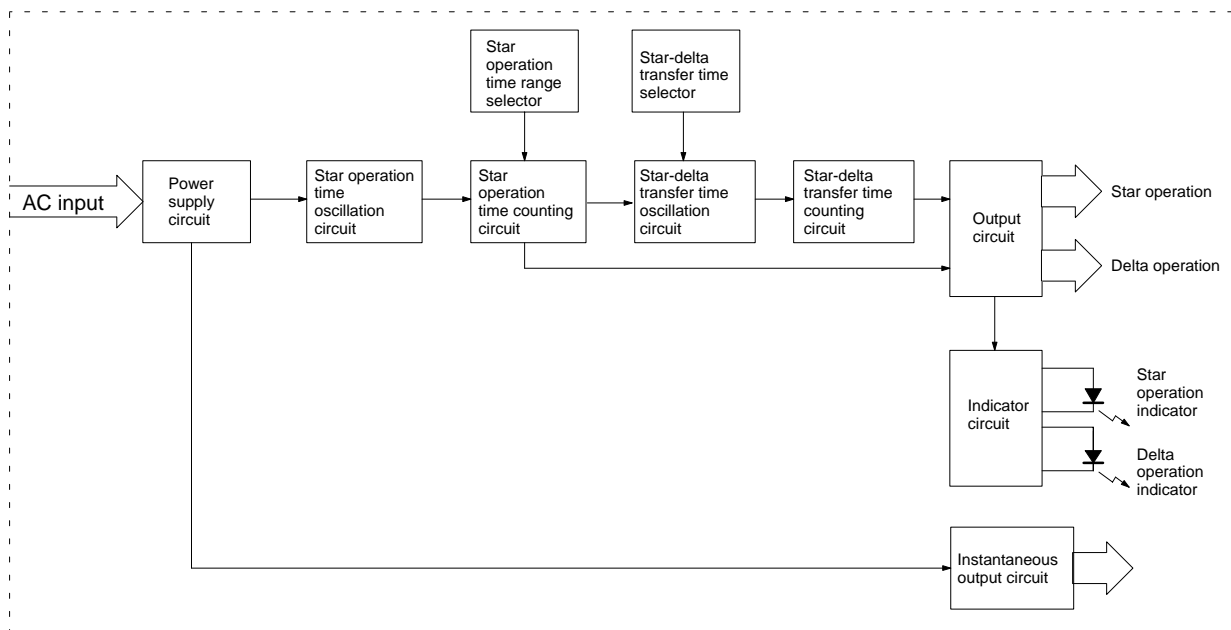 Star
operation
time range
selector
Star-delta
transfer time
selector
AC input
Power
supply
circuit
Star operation
time
oscillation
circuit
Star
operation
time counting
circuit
Star-delta
transfer time
oscillation
circuit
Star-delta
transfer time
counting
circuit
Output
circuit
Star operation
Delta operation
Indicator
circuit
Star
operation
indicator
Delta
operation
indicator
Instantaneous
output circuit